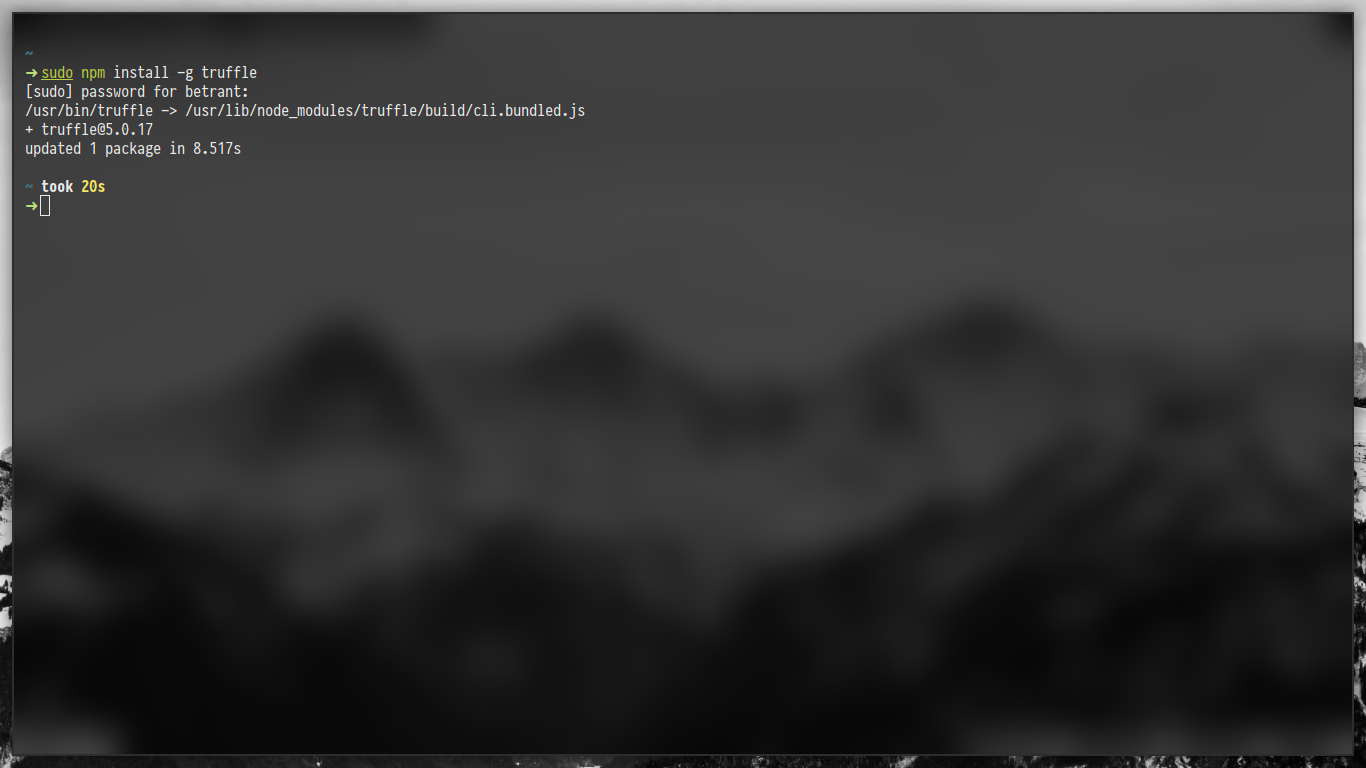 ~
➜ sudo npm install -g truffle
[sudo] password for betrant:
/usr/bin/truffle -> /usr/lib/node_modules/truffle/build/cli.bundled.js
+ truffle@5.0.17
updated 1 package in 8.517s
~ took 20s
➜